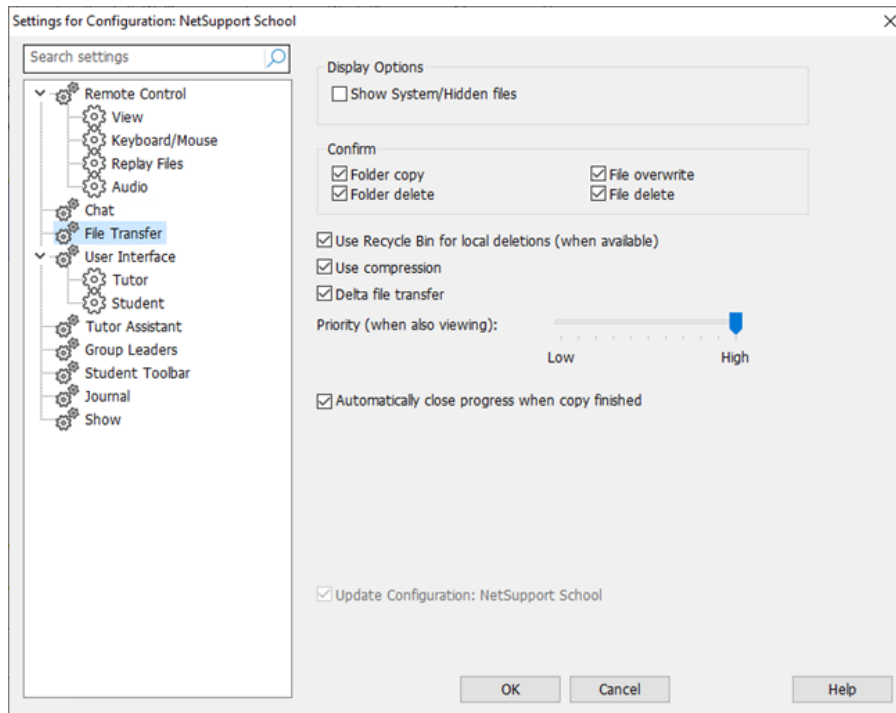 Settings for Configuration: NetSupport School
Search settings
Remote Control
View
Keyboard/Mouse
Replay Files
Audio
Chat
File Transfer
User Interface
Tutor
Student
Tutor Assistant
Group Leaders
Student Toolbar
Journal
Show
Display Options
Show System/Hidden files
Confirm
Folder copy File overwrite
Folder delete File delete
Use Recycle Bin for local deletions (when available)
Use compression
Delta file transfer
Priority (when also viewing):
Low High
Automatically close progress when copy finished
Update Configuration: NetSupport School
OK Cancel Help